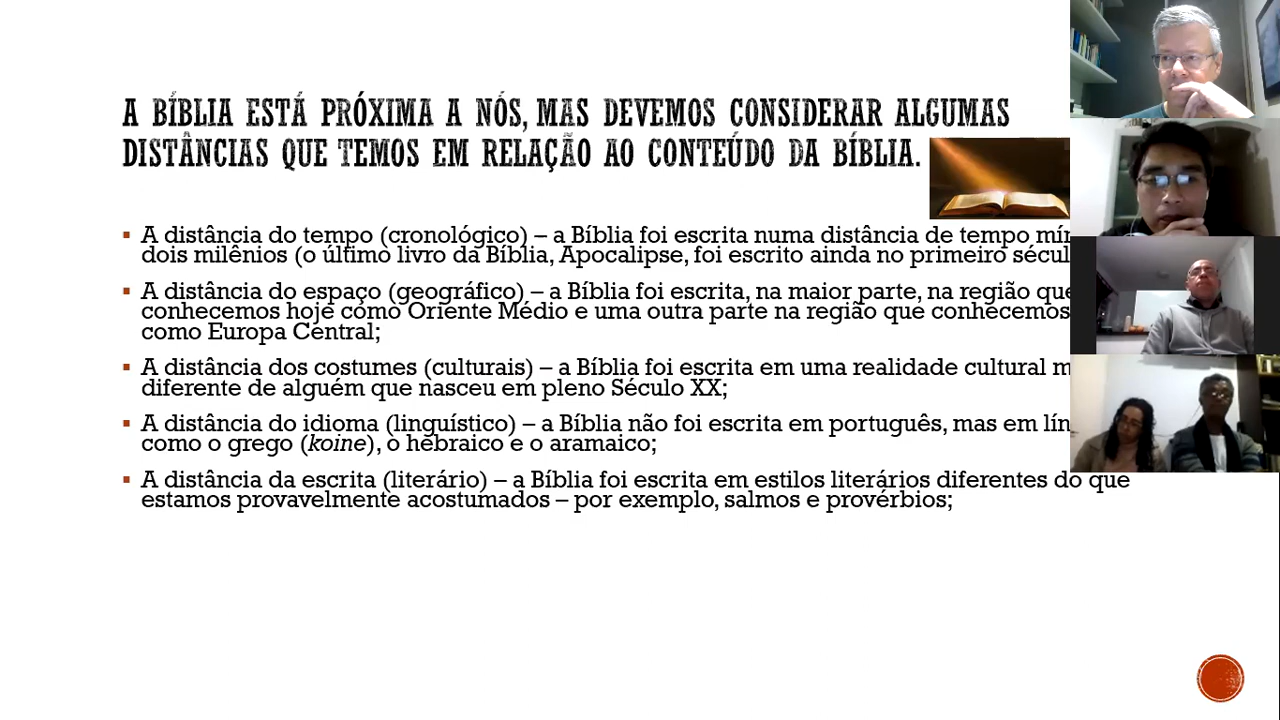 A BÍBLIA ESTÁ PRÓXIMA A NÓS, MAS DEVEMOS CONSIDERAR ALGUMAS
DISTÂNCIAS QUE TEMOS EM RELAÇÃO AO CONTEÚDO DA BÍBLIA.
A distância do tempo (cronológico) – a Bíblia foi escrita numa distância de tempo
dois milênios (o último livro da Bíblia, Apocalipse, foi escrito ainda no primeiro
A distância do espaço (geográfico) – a Bíblia foi escrita, na maior parte, na região
conhecemos hoje como Oriente Médio e uma outra parte na região que conhecemos
como Europa Central;
A distância dos costumes (culturais) – a Bíblia foi escrita em uma realidade cultural
diferente de alguém que nasceu em pleno Século XX;
A distância do idioma (linguístico) – a Bíblia não foi escrita em português, mas em
como o grego (koine), o hebraico e o aramaico;
A distância da escrita (literário) – a Bíblia foi escrita em estilos literários diferentes do que
estamos provavelmente acostumados – por exemplo, salmos e provérbios;